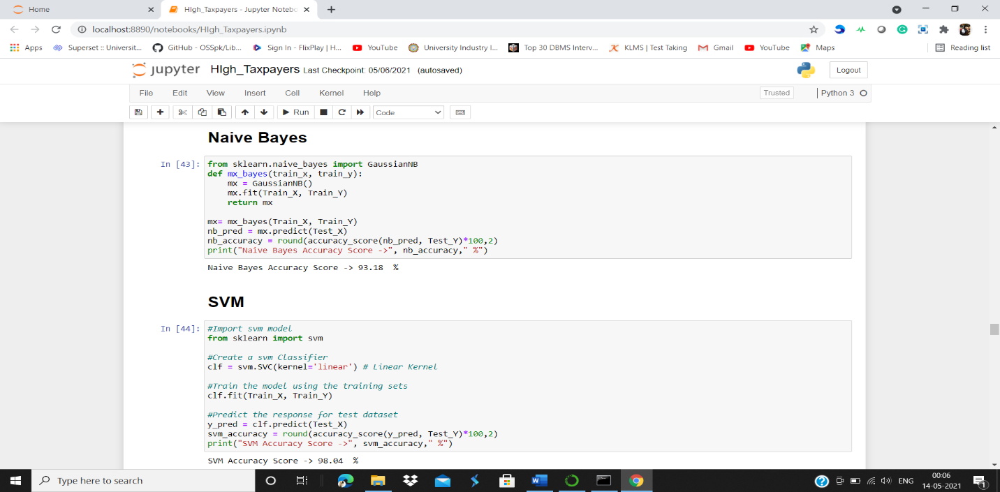 Home
HIgh_Taxpayers - Jupyter Notebo
localhost:8890/notebooks/HIgh_Taxpayers.ipynb
Apps Superset :: Universit... GitHub - OSSpk/Lib... Sign In - FlixPlay | H... YouTube University Industry I... Top 30 DBMS Interv... KLMS | Test Taking Gmail YouTube Maps Reading list
jupyter HIgh_Taxpayers Last Checkpoint: 05/06/2021 (autosaved) Logout
File Edit View Insert Cell Kernel Help Trusted Python 3
Run Code
Naive Bayes
In [43]: from sklearn.naive_bayes import GaussianNB
def mx_bayes(train_x, train_y):
    mx = GaussianNB()
    mx.fit(Train_X, Train_Y)
    return mx
mx= mx_bayes(Train_X, Train_Y)
nb_pred = mx.predict(Test_X)
nb_accuracy = round(accuracy_score(nb_pred, Test_Y)*100,2)
print("Naive Bayes Accuracy Score ->", nb_accuracy," %")
Naive Bayes Accuracy Score -> 93.18  %
SVM
In [44]: #Import svm model
from sklearn import svm
#Create a svm Classifier
clf = svm.SVC(kernel='linear') # Linear Kernel
#Train the model using the training sets
clf.fit(Train_X, Train_Y)
#Predict the response for test dataset
y_pred = clf.predict(Test_X)
svm_accuracy = round(accuracy_score(y_pred, Test_Y)*100,2)
print("SVM Accuracy Score ->", svm_accuracy," %")
SVM Accuracy Score -> 98.04  %
Type here to search
ENG
00:06
14-05-2021
1